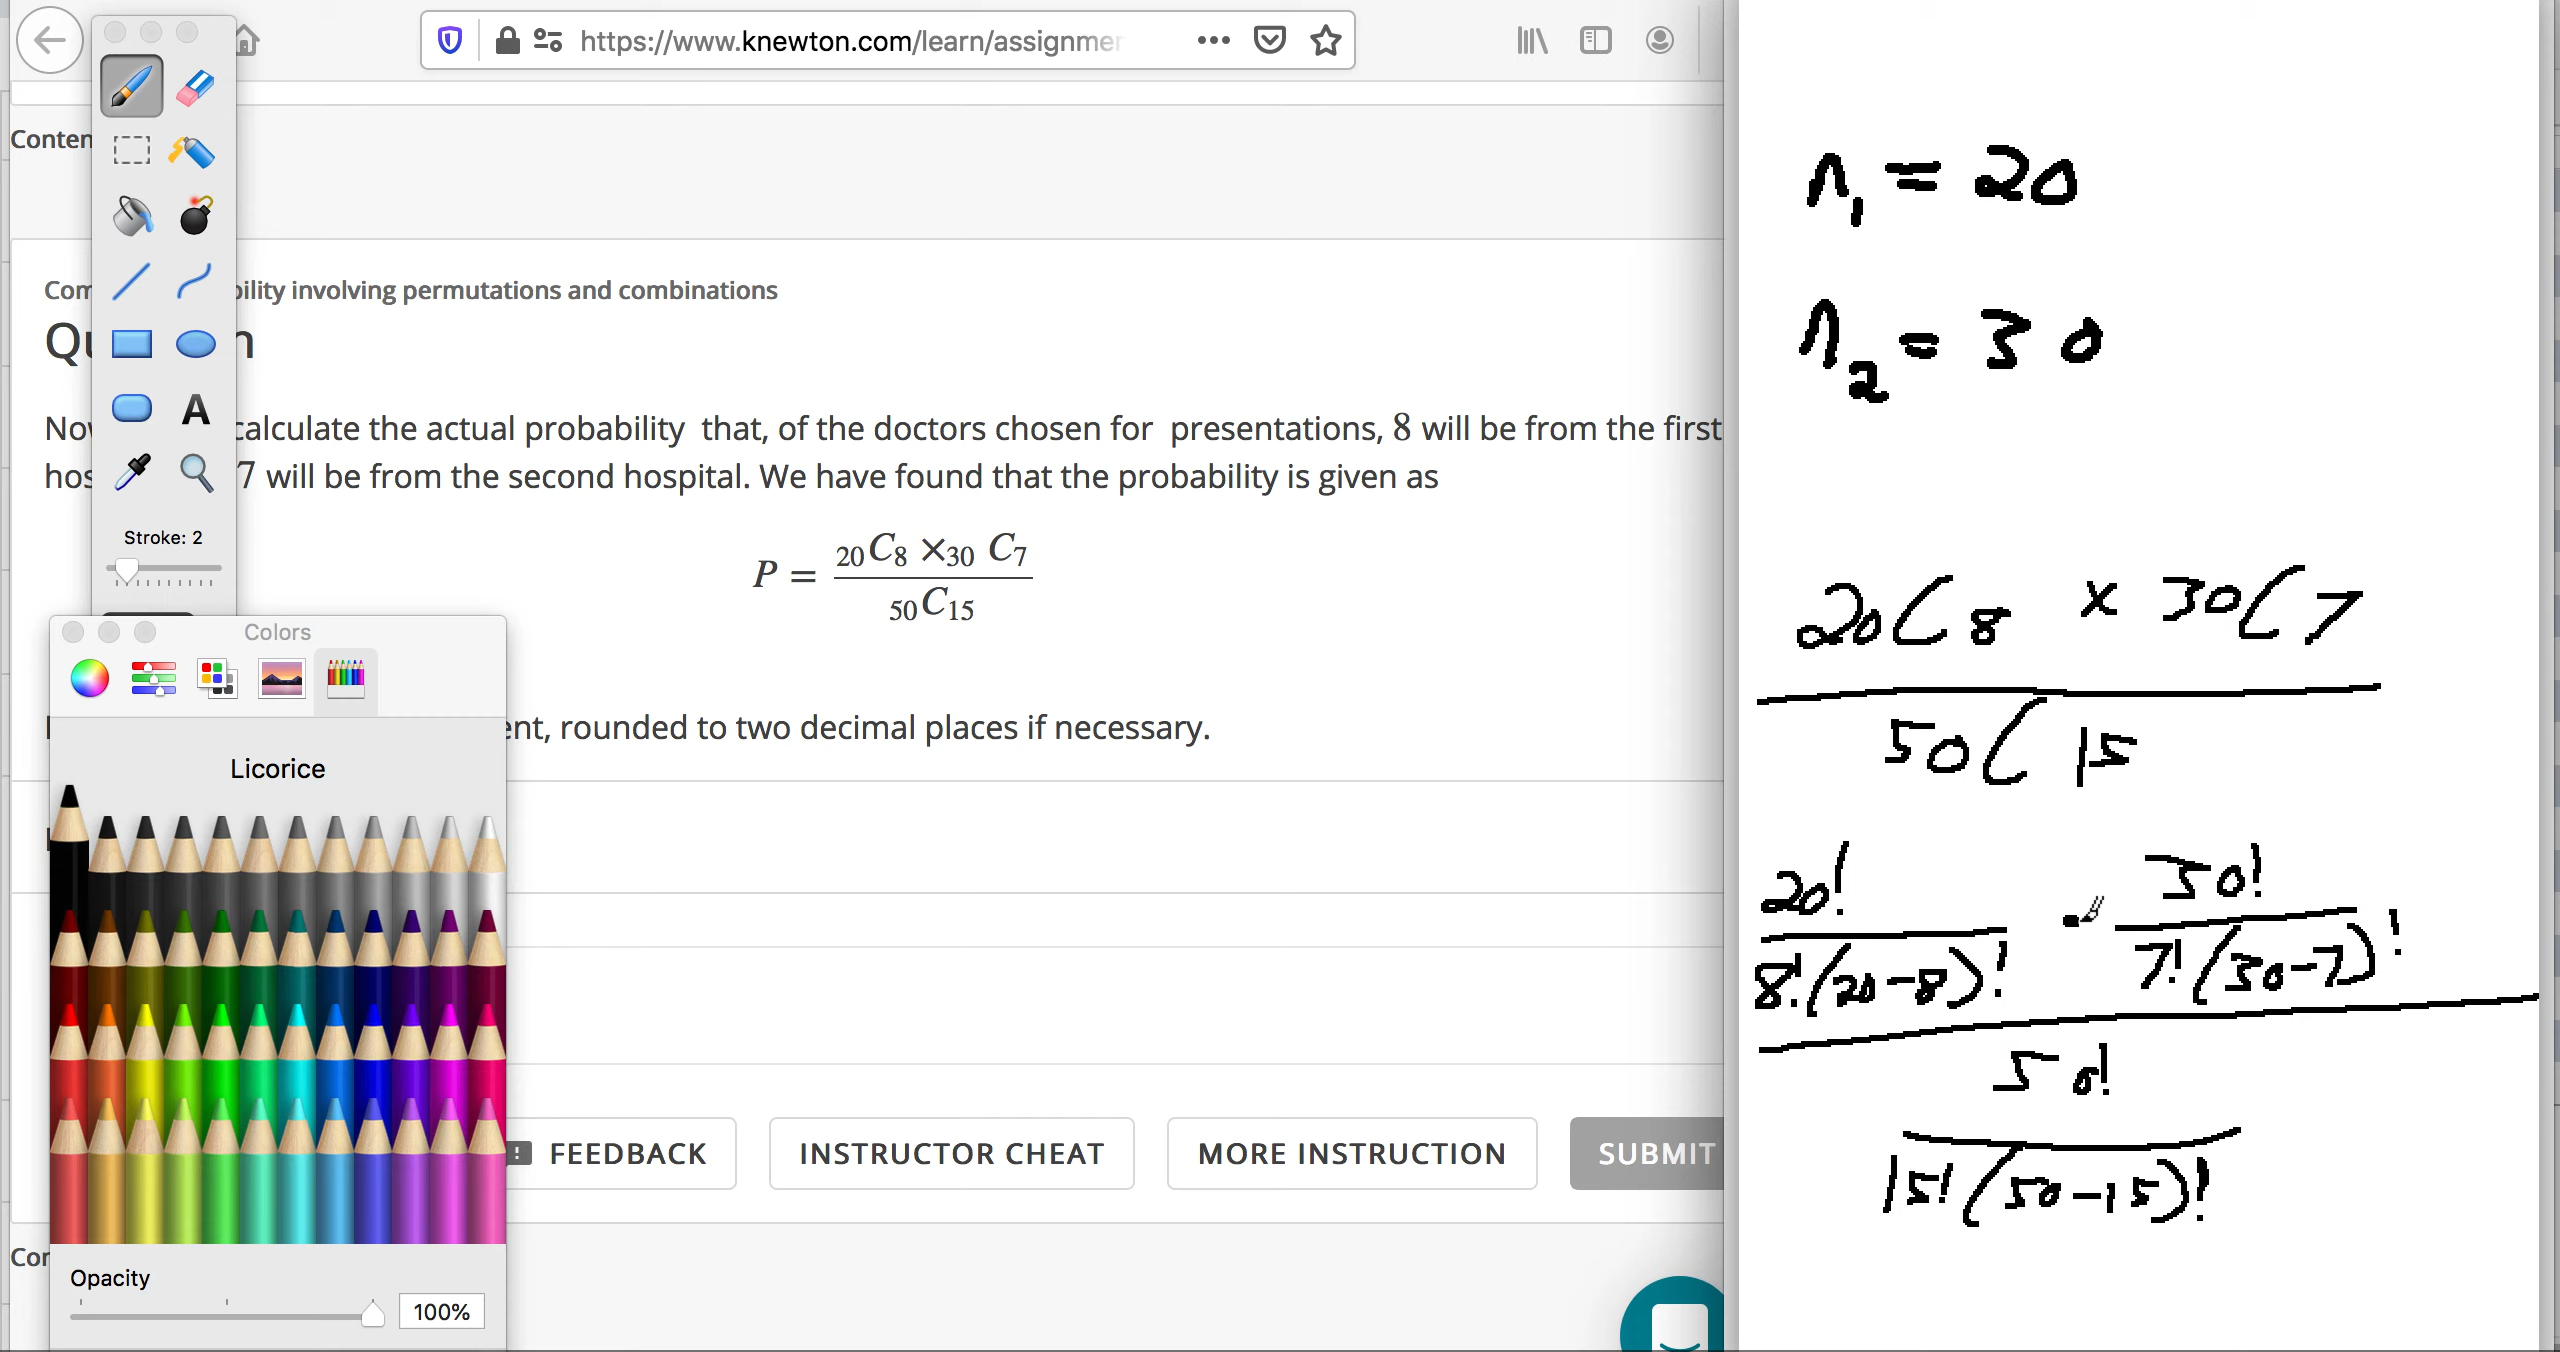 https://www.knewton.com/learn/assignmer
Conten
Com bility involving permutations and combinations
Qu n
Nov calculate the actual probability that, of the doctors chosen for presentations, 8 will be from the first
hos 7 will be from the second hospital. We have found that the probability is given as
P = 20C8 ×30 C7 / 50C15
ent, rounded to two decimal places if necessary.
FEEDBACK
INSTRUCTOR CHEAT
MORE INSTRUCTION
SUBMIT
Cor
A
Stroke: 2
Colors
Licorice
Opacity
100%
n1 = 20
n2 = 30
20C8 x 30C7
50C15
20! · 30!
8!(20-8)! 7!(30-7)!
50!
15!(50-15)!